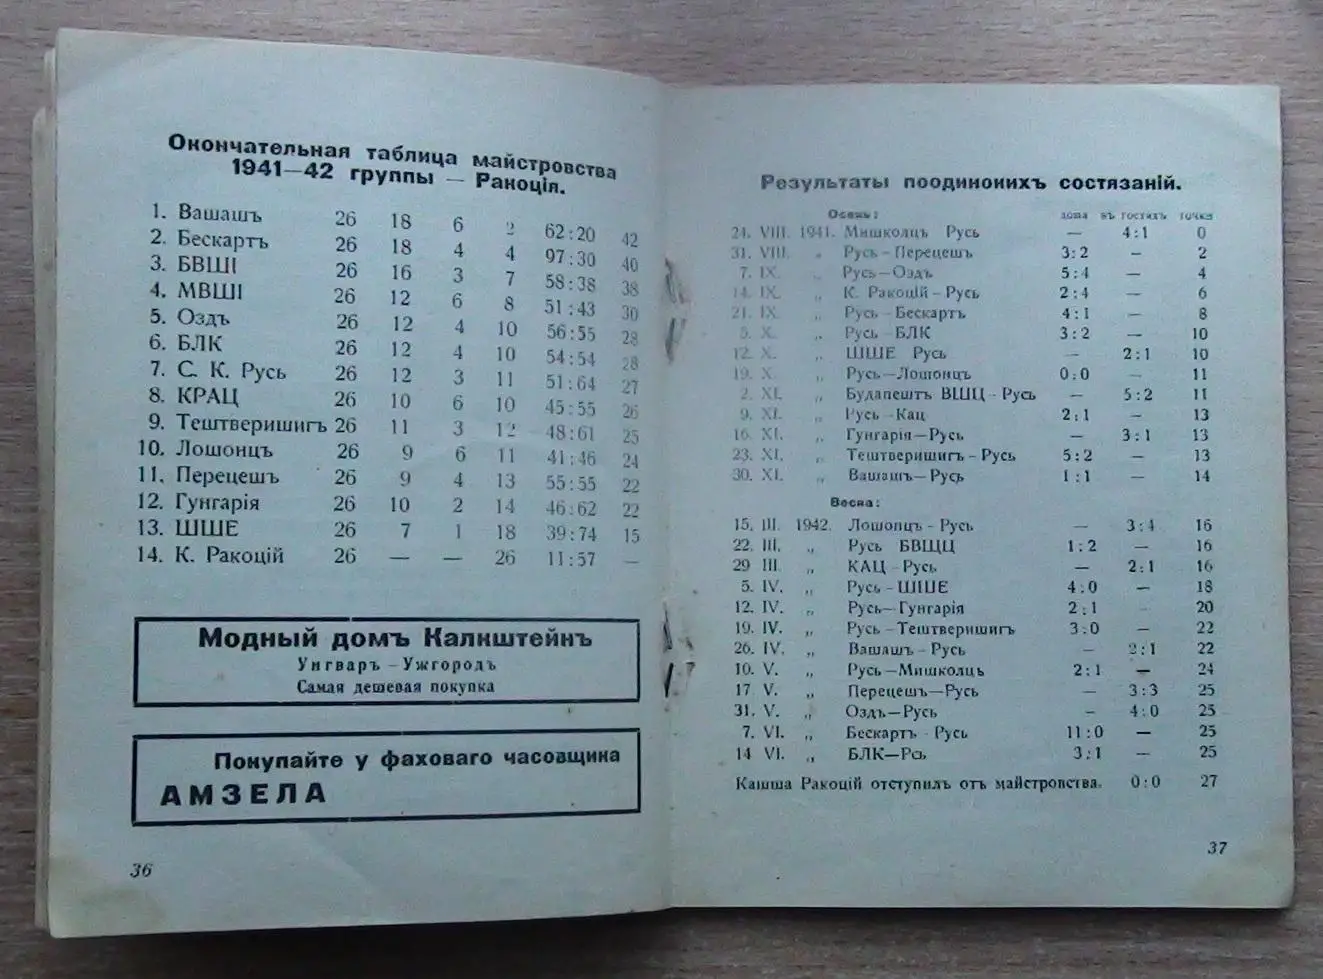 Окончательная таблица майстровства
1941—42 группы — Ракоцiя.
1. Вашашъ 26 18 6 2 62:20 42
2. Бескартъ 26 18 4 4 97:30 40
3. БВШІ 26 16 3 7 58:38 38
4. МВШІ 26 12 6 8 51:43 30
5. Оздъ 26 12 4 10 56:55 28
6. БЛК 26 12 4 10 54:54 28
7. С. К. Русь 26 12 3 11 51:64 27
8. КРАЦ 26 10 6 10 45:55 26
9. Тештверишигъ 26 11 3 12 48:61 25
10. Лошонцъ 26 9 6 11 41:46 24
11. Перецешъ 26 9 4 13 55:55 22
12. Гунгарія 26 10 2 14 46:62 22
13. ШШЕ 26 7 1 18 39:74 15
14. К. Ракоцій 26 — — 26 11:57 —
Модный домъ Калнштейнъ
Унгваръ - Ужгородъ
Самая дешевая покупка
Покупайте у фаховаго часовщина
АМЗЕЛА
36
Результаты поодинонихъ состязаній.
Осень: дома въ гостяхъ точки
24. VIII. 1941. Мишколцъ Русь — 4:1 0
31. VIII. „ Русь - Перецешъ 3:2 — 2
7. IX. „ Русь—Оздъ 5:4 — 4
14. IX. „ К. Ракоцій - Русь 2:4 — 6
21. IX. „ Русь - Бескартъ 4:1 — 8
5. X. „ Русь - БЛК 3:2 — 10
12. X. „ ШШЕ Русь — 2:1 10
19. X. „ Русь—Лошонцъ 0:0 — 11
2. XI. „ Будапештъ ВШЦ - Русь — 5:2 11
9. XI. „ Русь - Кац 2:1 — 13
16. XI. „ Гунгарія—Русь — 3:1 13
23. XI. „ Тештверишигъ - Русь 5:2 — 13
30. XI. „ Вашашъ—Русь 1:1 — 14
Весна:
15. III. 1942. Лошонцъ - Русь — 3:4 16
22. III. „ Русь БВЩЦ 1:2 — 16
29 III. „ КАЦ - Русь — 2:1 16
5. IV. „ Русь - ШШЕ 4:0 — 18
12. IV. „ Русь—Гунгарія 2:1 - 20
19. IV. „ Русь - Тештверишигъ 3:0 — 22
26. IV. „ Вашашъ - Русь — 2:1 22
10. V. „ Русь—Мишколцъ 2:1 — 24
17. V. „ Перецешъ—Русь — 3:3 25
31. V. „ Оздъ—Русь — 4:0 25
7. VI. „ Бескартъ - Русь 11:0 — 25
14 VI. „ БЛК—Рсь 3:1 — 25
Кашша Ракоцій отступилъ отъ майстровства. 0:0 27
37